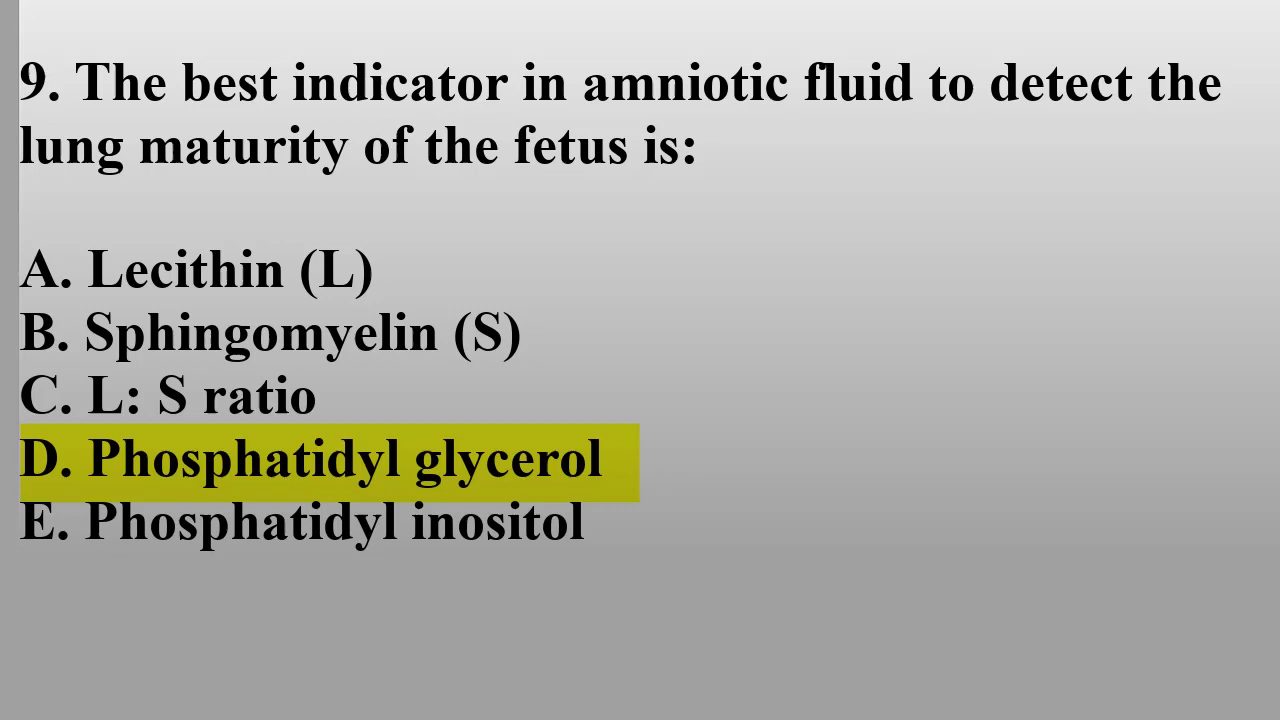 9. The best indicator in amniotic fluid to detect the
lung maturity of the fetus is:
A. Lecithin (L)
B. Sphingomyelin (S)
C. L: S ratio
D. Phosphatidyl glycerol
E. Phosphatidyl inositol